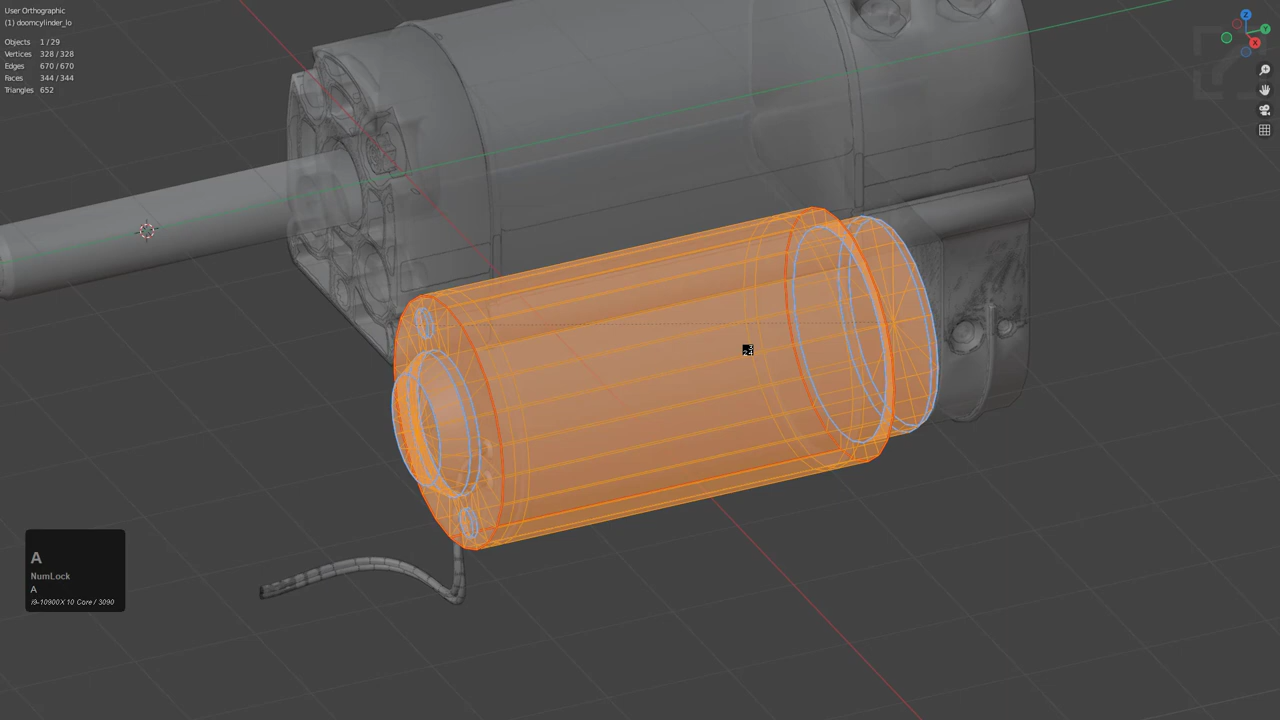 User Orthographic
(1) doomcylinder_lo
Objects 1/29
Vertices 328/328
Edges 670/670
Faces 344/344
Triangles 652
Z
Y
X
A
NumLock
A
i9-10900X 10 Core / 3090